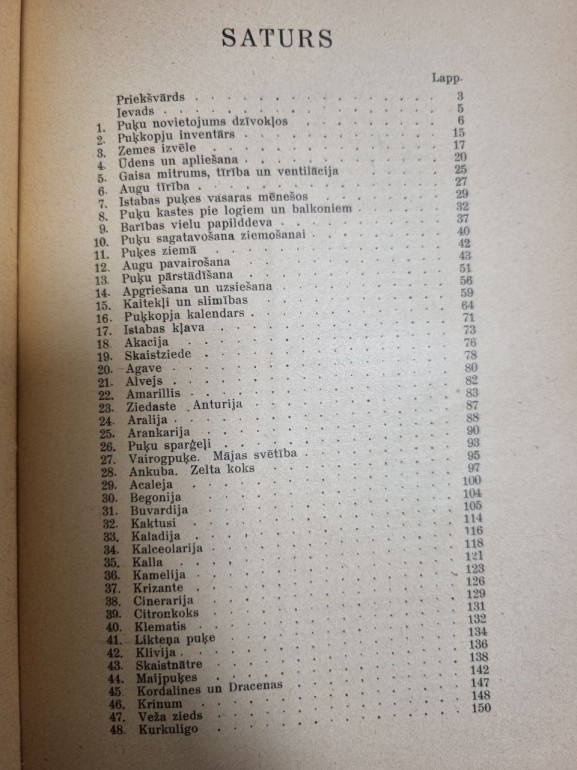 SATURS
Lapp.
Priekšvārds . . . 3
Ievads . . . 5
1. Puķu novietojums dzīvokļos . . . 6
2. Puķkopju inventārs . . . 15
3. Zemes izvēle . . . 17
4. Ūdens un apliešana . . . 20
5. Gaisa mitrums, tīrība un ventilācija . . . 25
6. Augu tīrība . . . 27
7. Istabas puķes vasaras mēnešos . . . 29
8. Puķu kastes pie logiem un balkoniem . . . 32
9. Barības vielu papilddeva . . . 37
10. Puķu sagatavošana ziemošanai . . . 40
11. Puķes ziemā . . . 42
12. Augu pavairošana . . . 43
13. Puķu pārstādīšana . . . 51
14. Apgriešana un uzsiešana . . . 56
15. Kaitekļi un slimības . . . 59
16. Puķkopja kalendars . . . 64
17. Istabas kļava . . . 71
18. Akacija . . . 73
19. Skaistziede . . . 76
20. Agave . . . 78
21. Alvejs . . . 80
22. Amarillis . . . 82
23. Ziedaste Anturija . . . 83
24. Aralija . . . 87
25. Arankarija . . . 88
26. Puķu sparģeļi . . . 90
27. Vairogpuķe. Mājas svētība . . . 93
28. Ankuba. Zelta koks . . . 95
29. Acaleja . . . 97
30. Begonija . . . 100
31. Buvardija . . . 104
32. Kaktusi . . . 105
33. Kaladija . . . 114
34. Kalceolarija . . . 116
35. Kalla . . . 118
36. Kamelija . . . 121
37. Krizante . . . 123
38. Cinerarija . . . 126
39. Citronkoks . . . 129
40. Klematis . . . 131
41. Likteņa puķe . . . 132
42. Klivija . . . 134
43. Skaistnātre . . . 136
44. Maijpuķes . . . 138
45. Kordalines un Dracenas . . . 142
46. Krinum . . . 147
47. Veža zieds . . . 148
48. Kurkuligo . . . 150